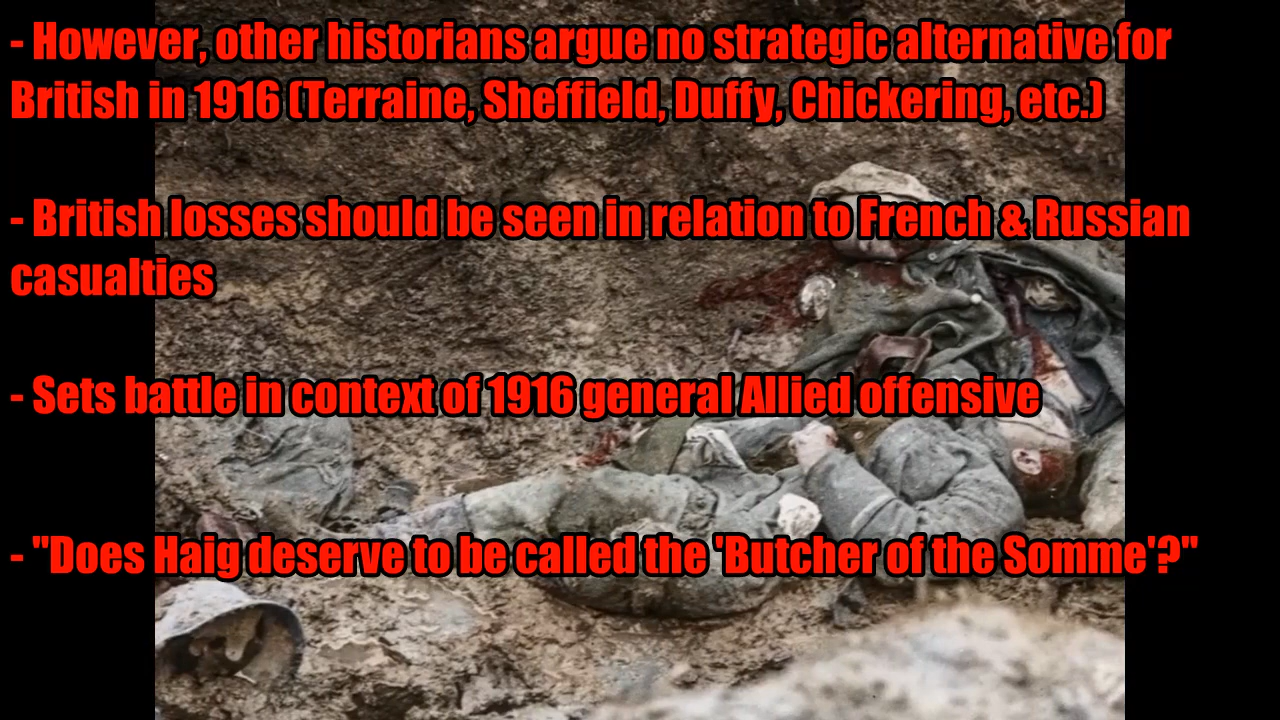 - However, other historians argue no strategic alternative for
British in 1916 (Terraine, Sheffield, Duffy, Chickering, etc.)
- British losses should be seen in relation to French & Russian
casualties
- Sets battle in context of 1916 general Allied offensive
- "Does Haig deserve to be called the 'Butcher of the Somme'?"